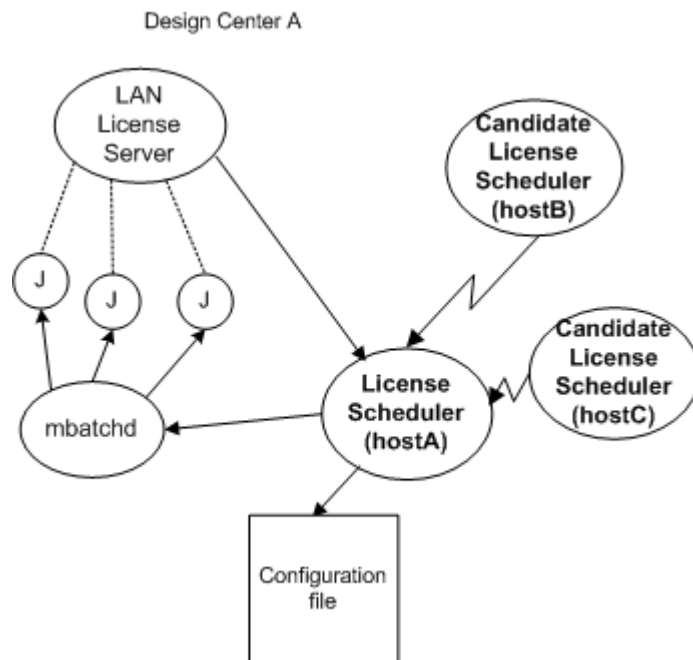 Design Center A
LAN
License
Server
Candidate
License
Scheduler
(hostB)
J
J
J
Candidate
License
Scheduler
(hostC)
License
Scheduler
(hostA)
mbatchd
Configuration
file